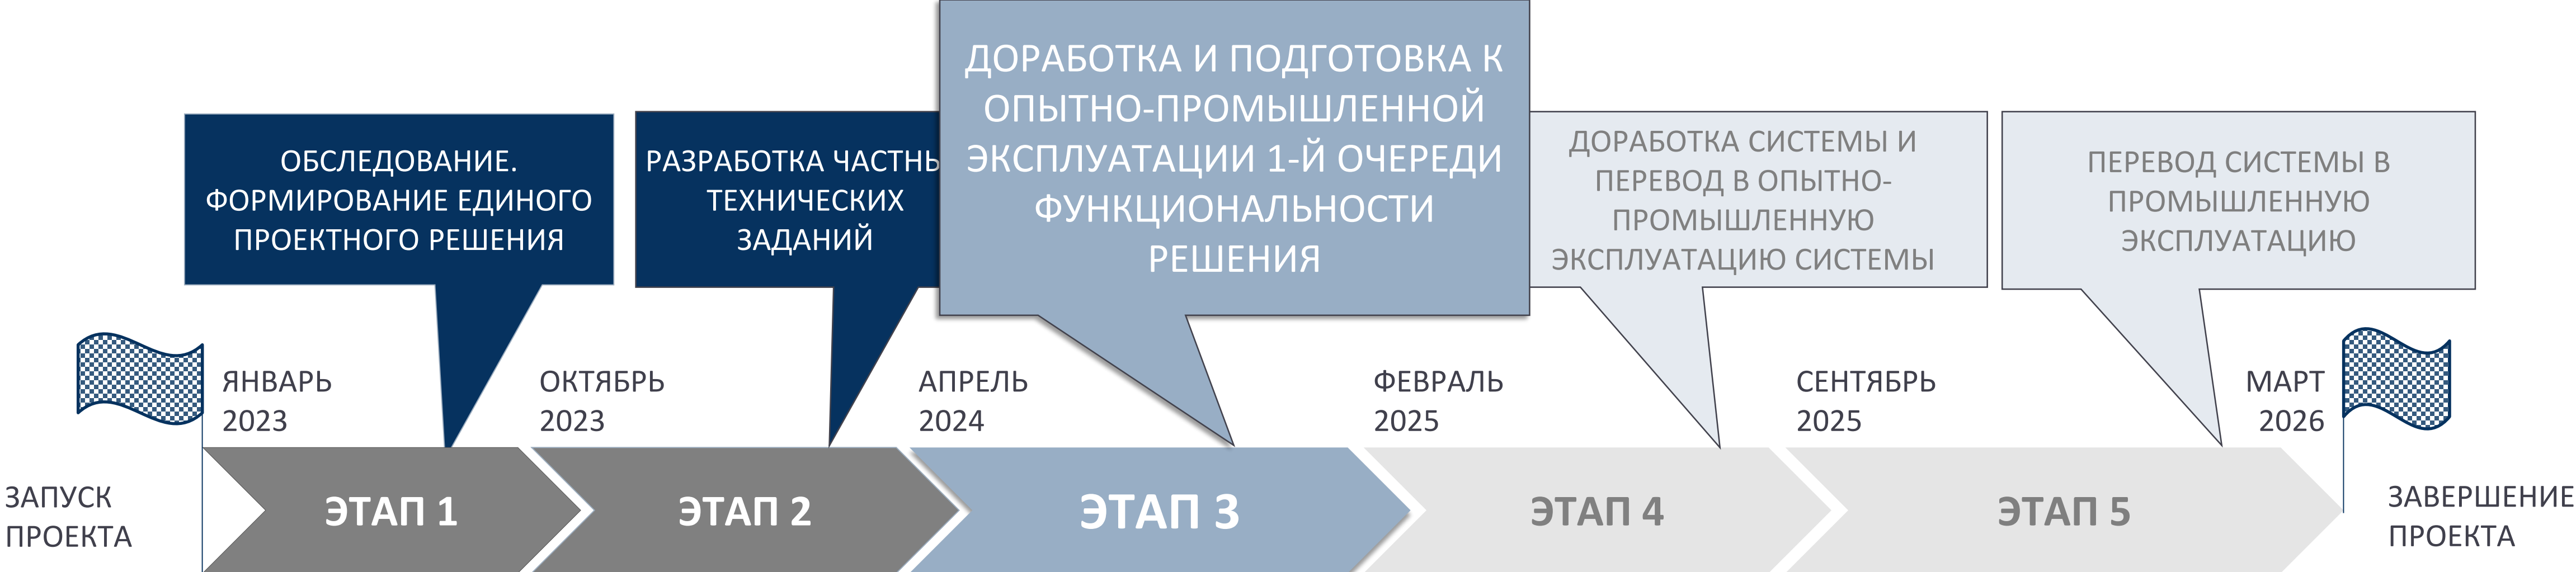 ОБСЛЕДОВАНИЕ.
ФОРМИРОВАНИЕ ЕДИНОГО
ПРОЕКТНОГО РЕШЕНИЯ
РАЗРАБОТКА
ТЕХНИЧЕСКИХ
ЗАДАНИЙ
ДОРАБОТКА И ПОДГОТОВКА К
ОПЫТНО-ПРОМЫШЛЕННОЙ
ЭКСПЛУАТАЦИИ 1-Й ОЧЕРЕДИ
ФУНКЦИОНАЛЬНОСТИ
РЕШЕНИЯ
ДОРАБОТКА СИСТЕМЫ И
ПЕРЕВОД В ОПЫТНО-
ПРОМЫШЛЕННУЮ
ЭКСПЛУАТАЦИЮ СИСТЕМЫ
ПЕРЕВОД СИСТЕМЫ В
ПРОМЫШЛЕННУЮ
ЭКСПЛУАТАЦИЮ
ЯНВАРЬ
2023
ОКТЯБРЬ
2023
АПРЕЛЬ
2024
ФЕВРАЛЬ
2025
СЕНТЯБРЬ
2025
МАРТ
2026
ЗАПУСК
ПРОЕКТА
ЭТАП 1
ЭТАП 2
ЭТАП 3
ЭТАП 4
ЭТАП 5
ЗАВЕРШЕНИЕ
ПРОЕКТА